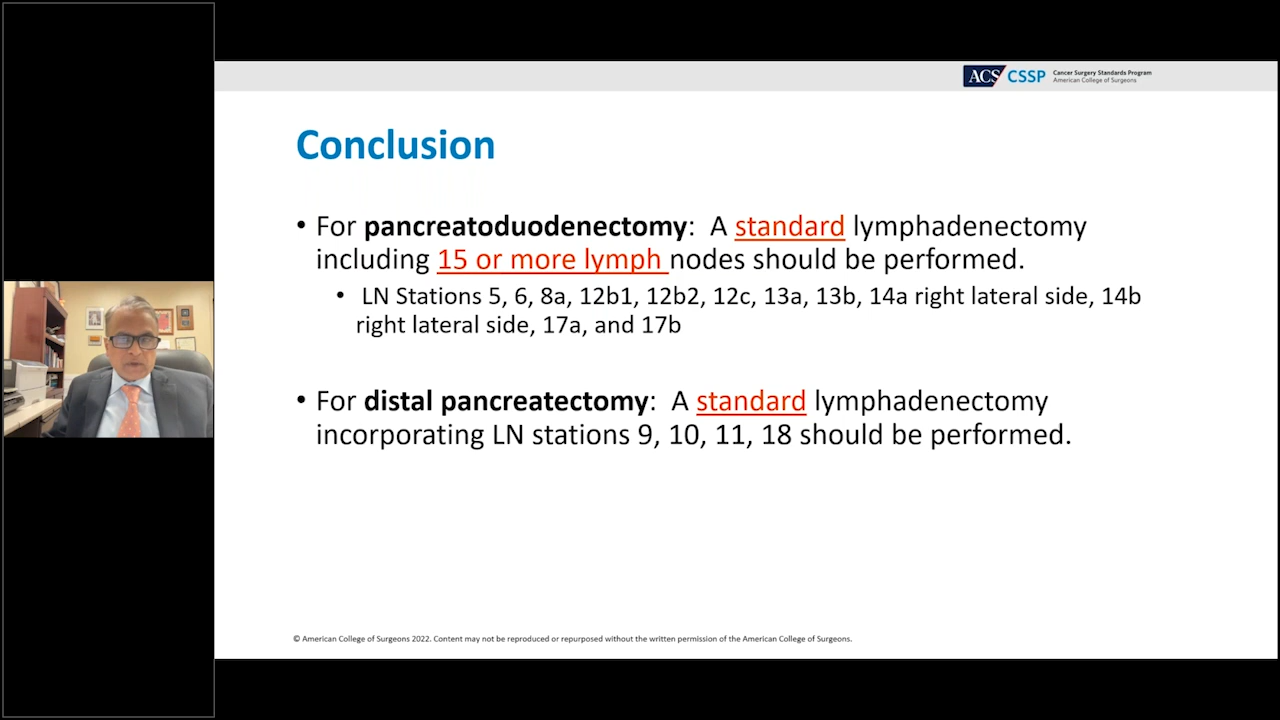 ACS CSSP Cancer Surgery Standards Program
American College of Surgeons
Conclusion
• For pancreatoduodenectomy: A standard lymphadenectomy
including 15 or more lymph nodes should be performed.
• LN Stations 5, 6, 8a, 12b1, 12b2, 12c, 13a, 13b, 14a right lateral side, 14b
right lateral side, 17a, and 17b
• For distal pancreatectomy: A standard lymphadenectomy
incorporating LN stations 9, 10, 11, 18 should be performed.
© American College of Surgeons 2022. Content may not be reproduced or repurposed without the written permission of the American College of Surgeons.